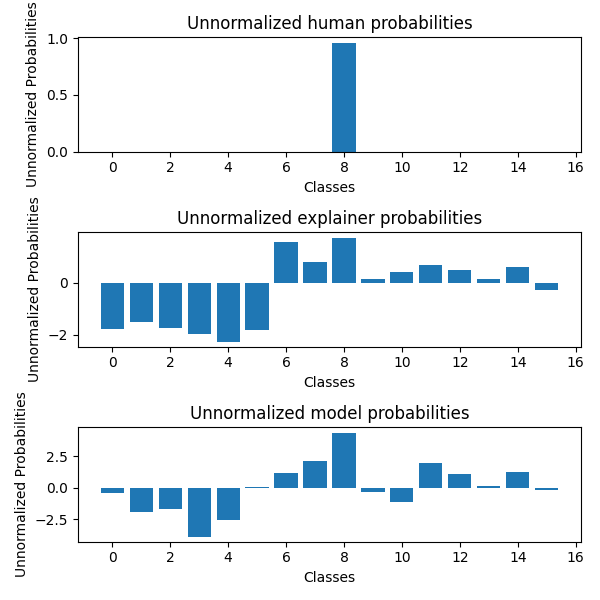 Unnormalized human probabilities
Unnormalized Probabilities
1.0
0.5
0.0
0 2 4 6 8 10 12 14 16
Classes
Unnormalized explainer probabilities
Unnormalized Probabilities
0
−2
0 2 4 6 8 10 12 14 16
Classes
Unnormalized model probabilities
Unnormalized Probabilities
2.5
0.0
−2.5
0 2 4 6 8 10 12 14 16
Classes